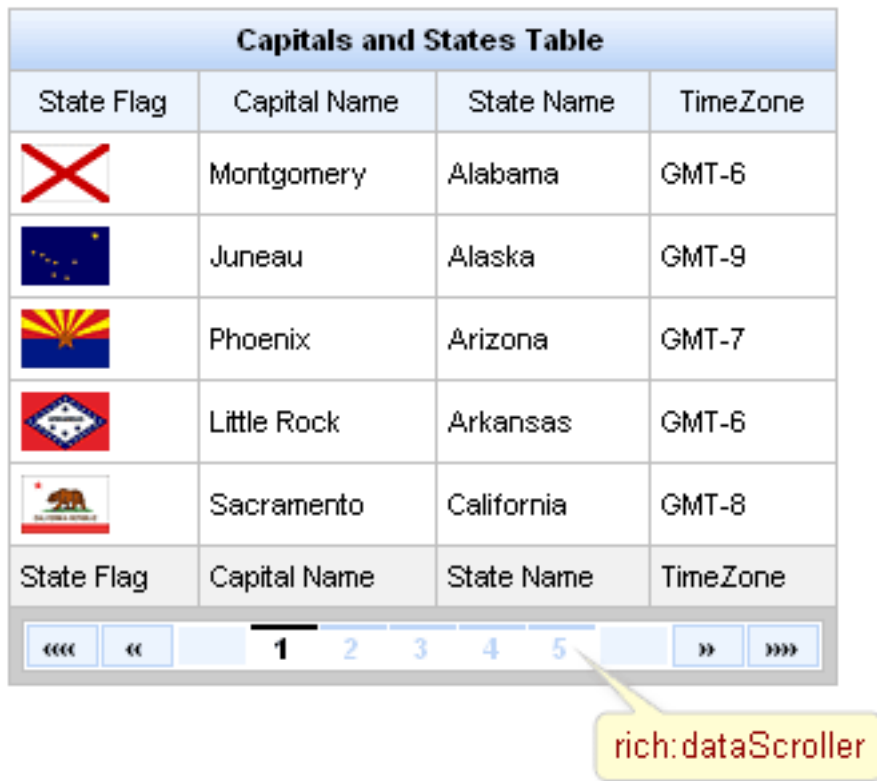 Capitals and States Table
State Flag Capital Name State Name TimeZone
Montgomery Alabama GMT-6
Juneau Alaska GMT-9
Phoenix Arizona GMT-7
Little Rock Arkansas GMT-6
Sacramento California GMT-8
State Flag Capital Name State Name TimeZone
«« « 1 2 3 4 5 » »»
rich:dataScroller